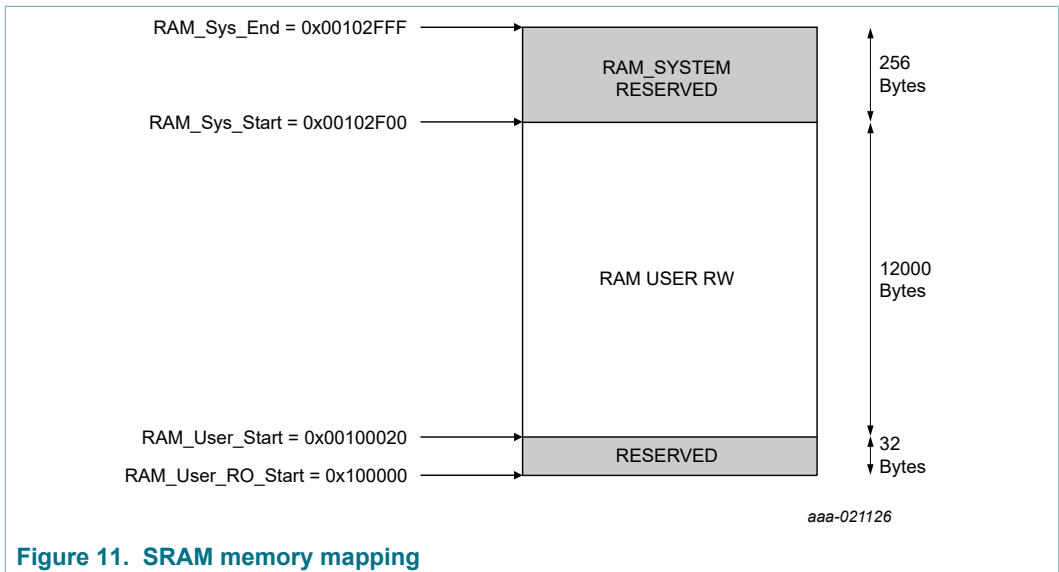 RAM_Sys_End = 0x00102FFF
RAM_SYSTEM
RESERVED
256
Bytes
RAM_Sys_Start = 0x00102F00
RAM USER RW
12000
Bytes
RAM_User_Start = 0x00100020
RESERVED
32
Bytes
RAM_User_RO_Start = 0x100000
aaa-021126
Figure 11. SRAM memory mapping